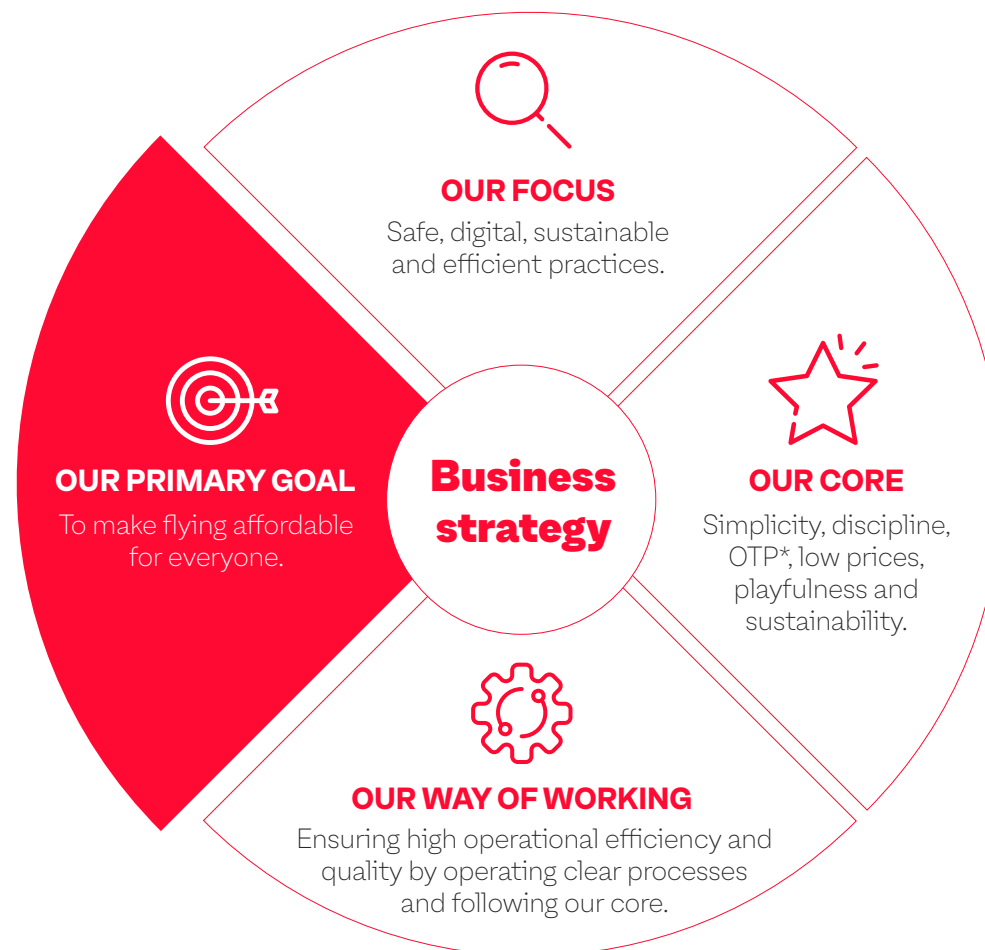 OUR FOCUS
Safe, digital, sustainable
and efficient practices.
OUR PRIMARY GOAL
To make flying affordable
for everyone.
Business
strategy
OUR CORE
Simplicity, discipline,
OTP*, low prices,
playfulness and
sustainability.
OUR WAY OF WORKING
Ensuring high operational efficiency and
quality by operating clear processes
and following our core.